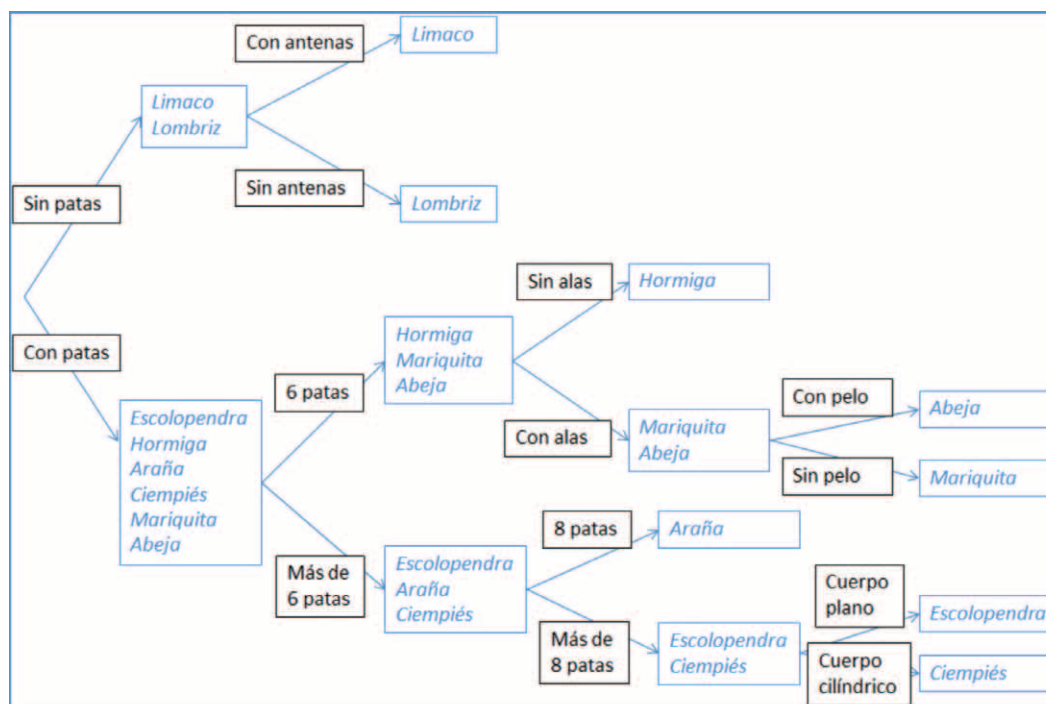 Con antenas
Limaco
Limaco
Lombriz
Sin patas
Sin antenas
Lombriz
Con patas
Escolopendra
Hormiga
Araña
Ciempiés
Mariquita
Abeja
6 patas
Hormiga
Mariquita
Abeja
Sin alas
Hormiga
Con alas
Mariquita
Abeja
Con pelo
Abeja
Sin pelo
Mariquita
Más de
6 patas
Escolopendra
Araña
Ciempiés
8 patas
Araña
Más de
8 patas
Escolopendra
Ciempiés
Cuerpo
plano
Escolopendra
Cuerpo
cilíndrico
Ciempiés